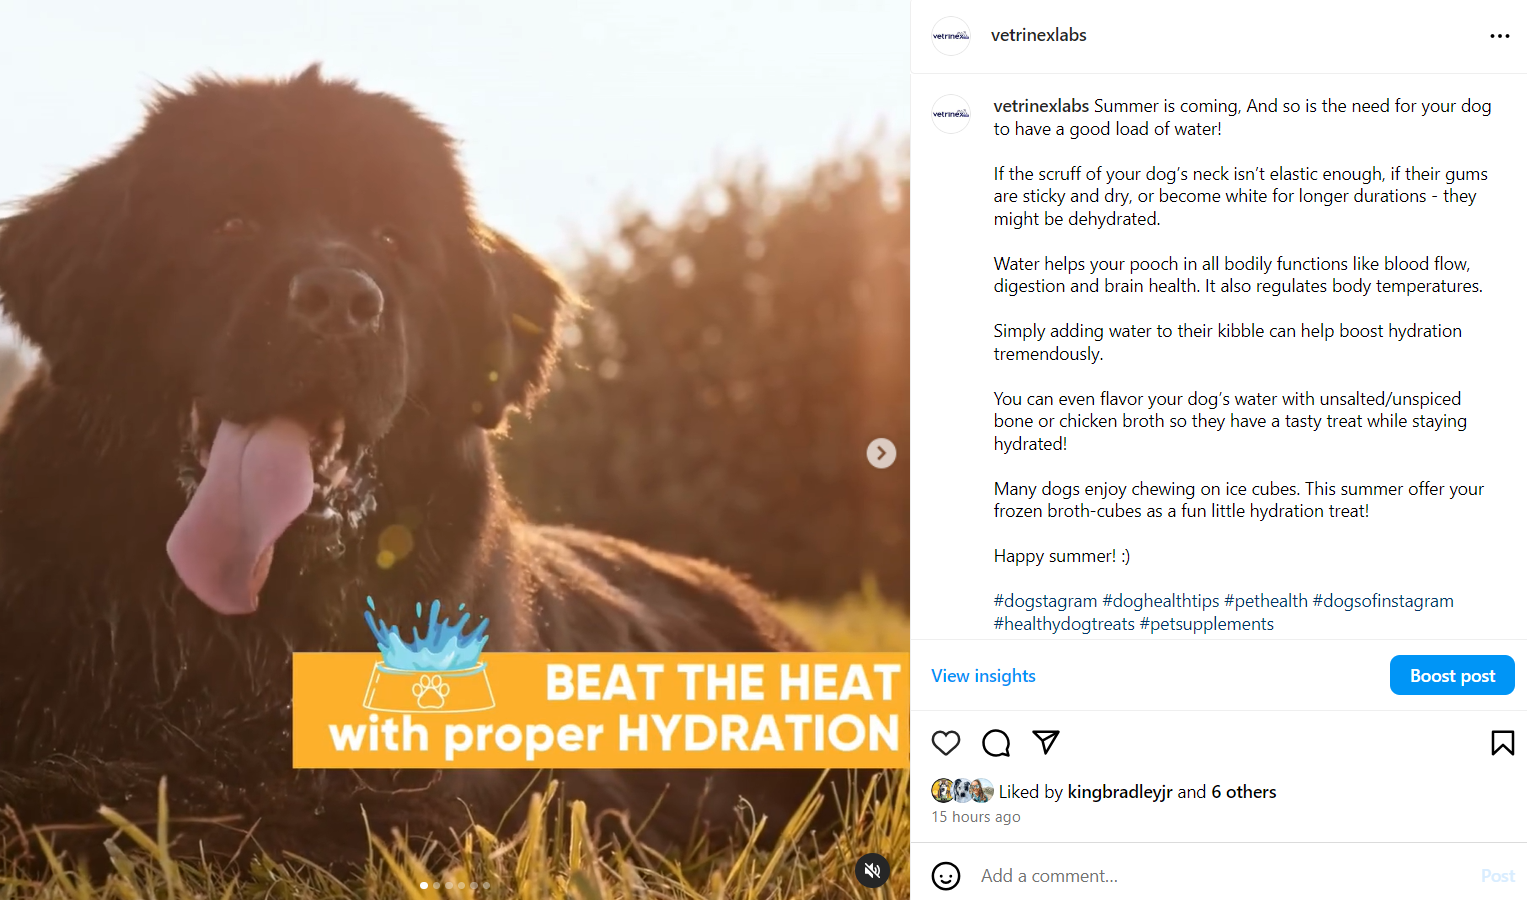 BEAT THE HEAT
with proper HYDRATION
vetrinexlabs
vetrinexlabs Summer is coming, And so is the need for your dog
to have a good load of water!
If the scruff of your dog’s neck isn’t elastic enough, if their gums
are sticky and dry, or become white for longer durations - they
might be dehydrated.
Water helps your pooch in all bodily functions like blood flow,
digestion and brain health. It also regulates body temperatures.
Simply adding water to their kibble can help boost hydration
tremendously.
You can even flavor your dog’s water with unsalted/unspiced
bone or chicken broth so they have a tasty treat while staying
hydrated!
Many dogs enjoy chewing on ice cubes. This summer offer your
frozen broth-cubes as a fun little hydration treat!
Happy summer! :)
#dogstagram #doghealthtips #pethealth #dogsofinstagram
#healthydogtreats #petsupplements
View insights
Boost post
Liked by kingbradleyjr and 6 others
15 hours ago
Add a comment...
Post